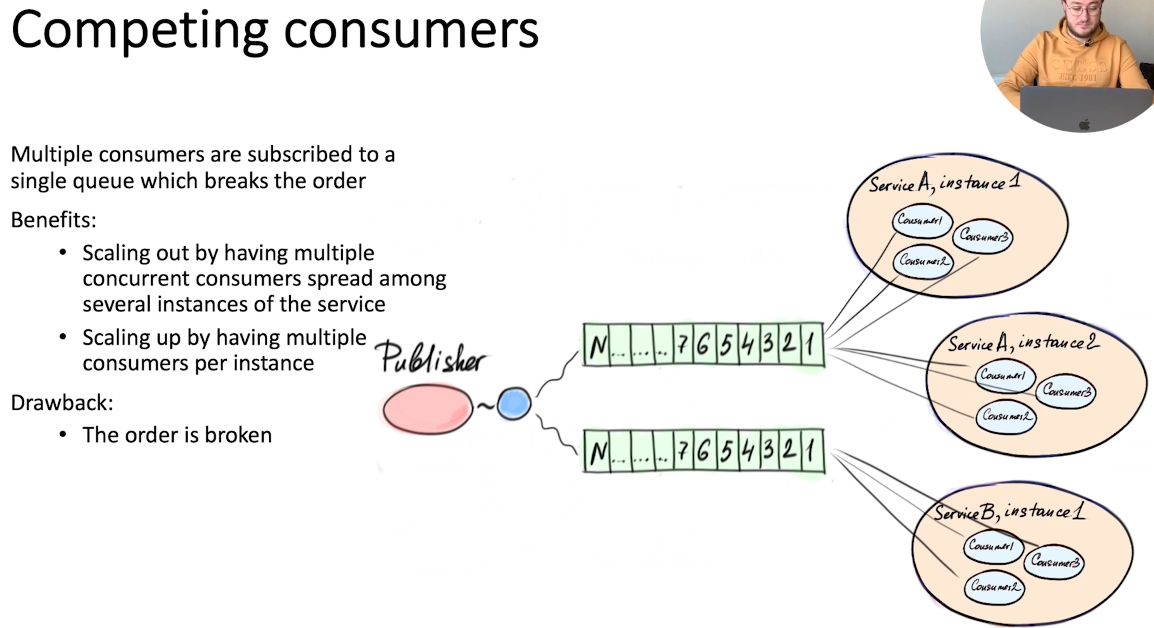 Competing consumers
Multiple consumers are subscribed to a
single queue which breaks the order
Benefits:
• Scaling out by having multiple
concurrent consumers spread among
several instances of the service
• Scaling up by having multiple
consumers per instance
Drawback:
• The order is broken
Publisher
N... ... .. 7 6 5 4 3 2 1
N... ... .. 7 6 5 4 3 2 1
Service A, instance 1
Consumer1
Consumer3
Consumer2
Service A, instance 2
Consumer1
Consumer3
Consumer2
Service B, instance 1
Consumer1
Consumer3
Consumer2